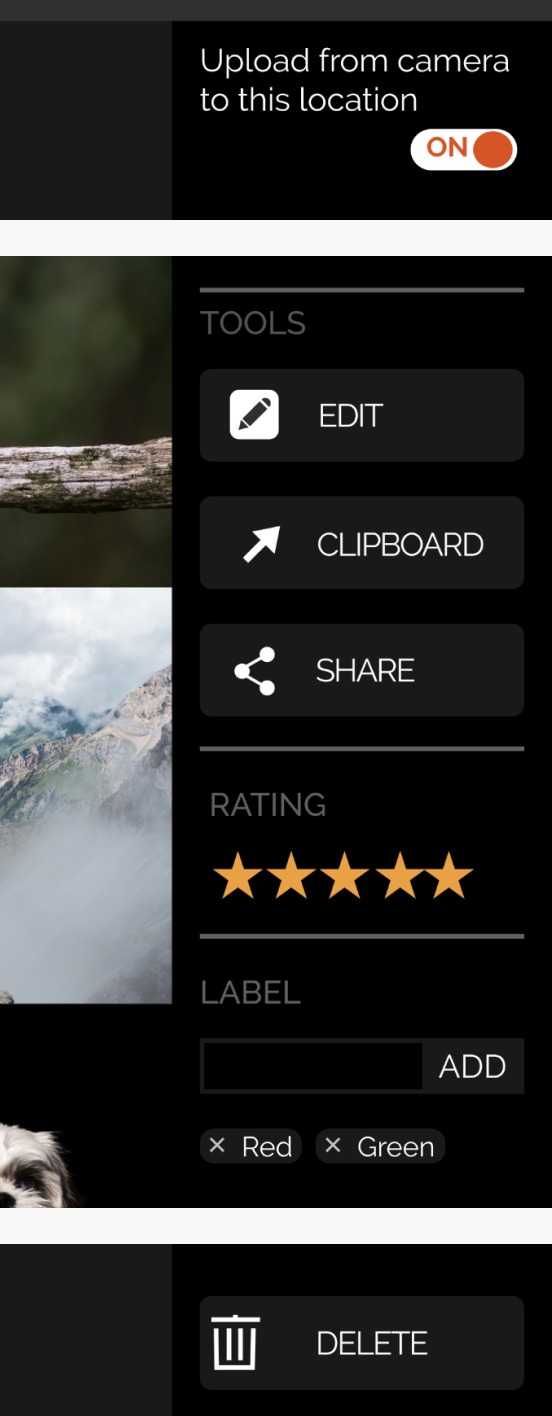 Upload from camera
to this location
ON
TOOLS
EDIT
CLIPBOARD
SHARE
RATING
LABEL
ADD
× Red × Green
DELETE